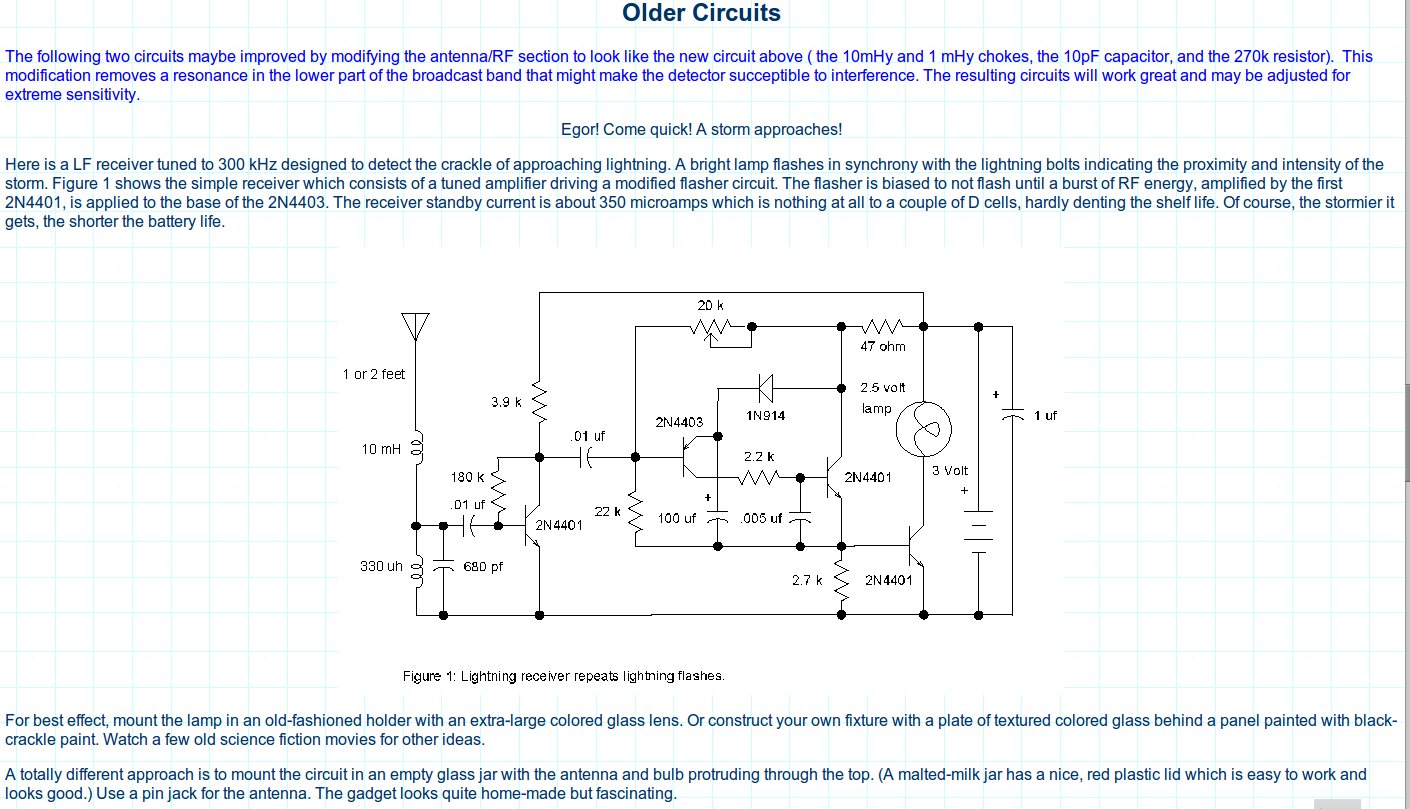 Older Circuits
The following two circuits maybe improved by modifying the antenna/RF section to look like the new circuit above ( the 10mHy and 1 mHy chokes, the 10pF capacitor, and the 270k resistor).  This
modification removes a resonance in the lower part of the broadcast band that might make the detector succeptible to interference. The resulting circuits will work great and may be adjusted for
extreme sensitivity.
Egor! Come quick! A storm approaches!
Here is a LF receiver tuned to 300 kHz designed to detect the crackle of approaching lightning. A bright lamp flashes in synchrony with the lightning bolts indicating the proximity and intensity of the
storm. Figure 1 shows the simple receiver which consists of a tuned amplifier driving a modified flasher circuit. The flasher is biased to not flash until a burst of RF energy, amplified by the first
2N4401, is applied to the base of the 2N4403. The receiver standby current is about 350 microamps which is nothing at all to a couple of D cells, hardly denting the shelf life. Of course, the stormier it
gets, the shorter the battery life.
20 k
47 ohm
1 or 2 feet
2.5 volt
lamp
3.9 k
1N914
+
1 uf
2N4403
.01 uf
10 mH
2.2 k
180 k
2N4401
3 Volt
+
.01 uf
22 k
+
100 uf
.005 uf
2N4401
330 uh
680 pf
2.7 k
2N4401
Figure 1: Lightning receiver repeats lightning flashes.
For best effect, mount the lamp in an old-fashioned holder with an extra-large colored glass lens. Or construct your own fixture with a plate of textured colored glass behind a panel painted with black-
crackle paint. Watch a few old science fiction movies for other ideas.
A totally different approach is to mount the circuit in an empty glass jar with the antenna and bulb protruding through the top. (A malted-milk jar has a nice, red plastic lid which is easy to work and
looks good.) Use a pin jack for the antenna. The gadget looks quite home-made but fascinating.